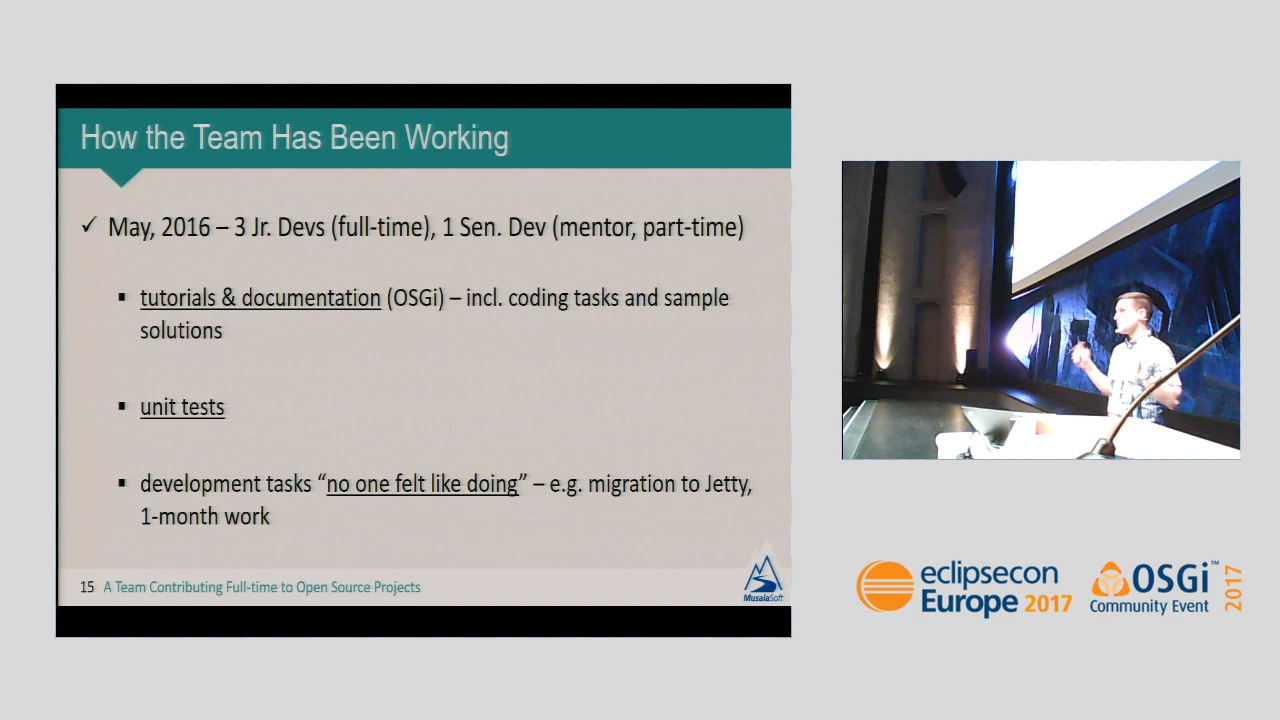 How the Team Has Been Working
✓ May, 2016 – 3 Jr. Devs (full-time), 1 Sen. Dev (mentor, part-time)
▪ tutorials & documentation (OSGi) – incl. coding tasks and sample
solutions
▪ unit tests
▪ development tasks “no one felt like doing” – e.g. migration to Jetty,
1-month work
15 A Team Contributing Full-time to Open Source Projects
MusalaSoft
eclipsecon
Europe 2017
OSGi™
Community Event
2017